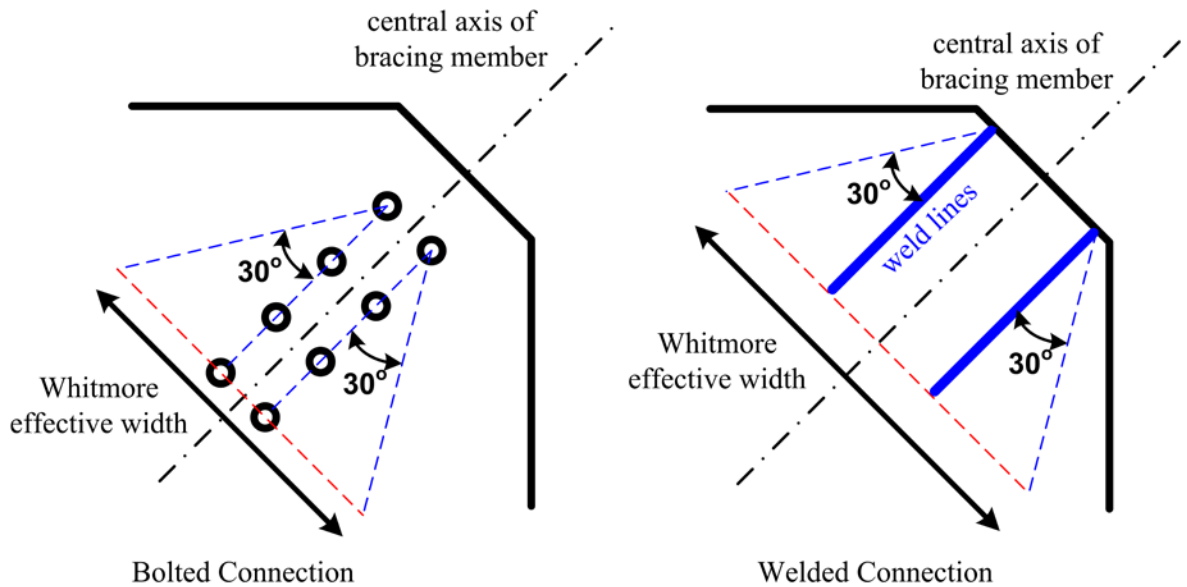 central axis of
bracing member
30°
30°
Whitmore
effective width
Bolted Connection
central axis of
bracing member
30°
weld lines
30°
Whitmore
effective width
Welded Connection